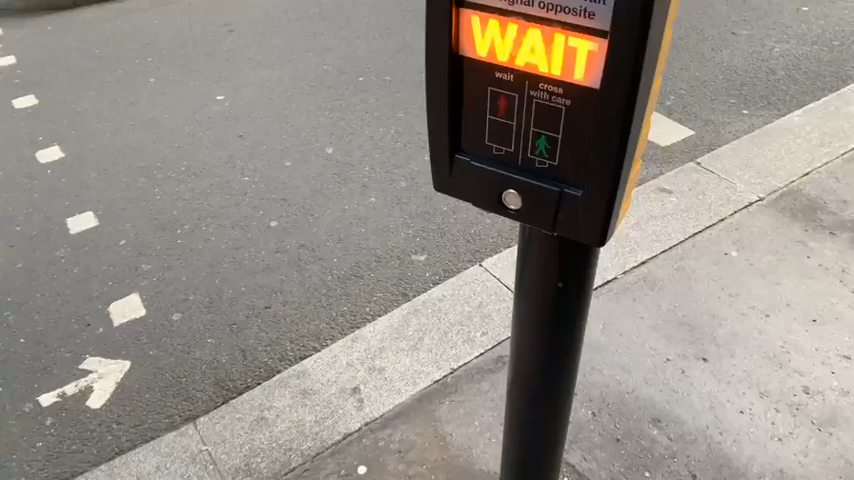 signal opposite
WAIT
wait
cross
with care